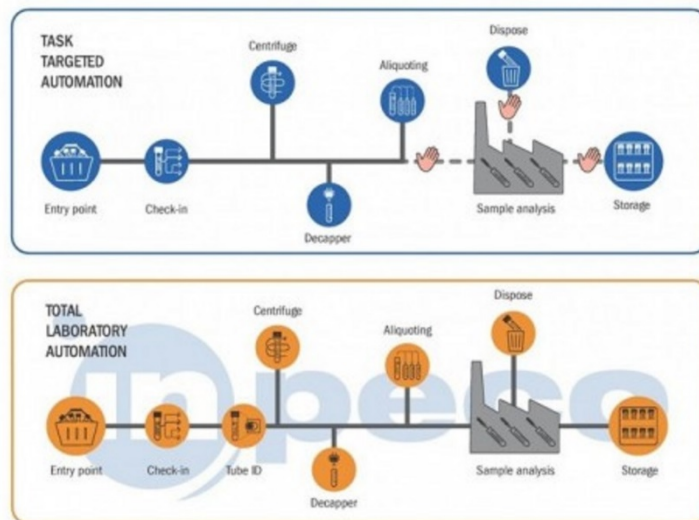 TASK
TARGETED
AUTOMATION
Centrifuge
Aliquoting
Dispose
Entry point
Check-in
Decapper
Sample analysis
Storage
TOTAL
LABORATORY
AUTOMATION
Centrifuge
Aliquoting
Dispose
inpeco
Entry point
Check-in
Tube ID
Decapper
Sample analysis
Storage